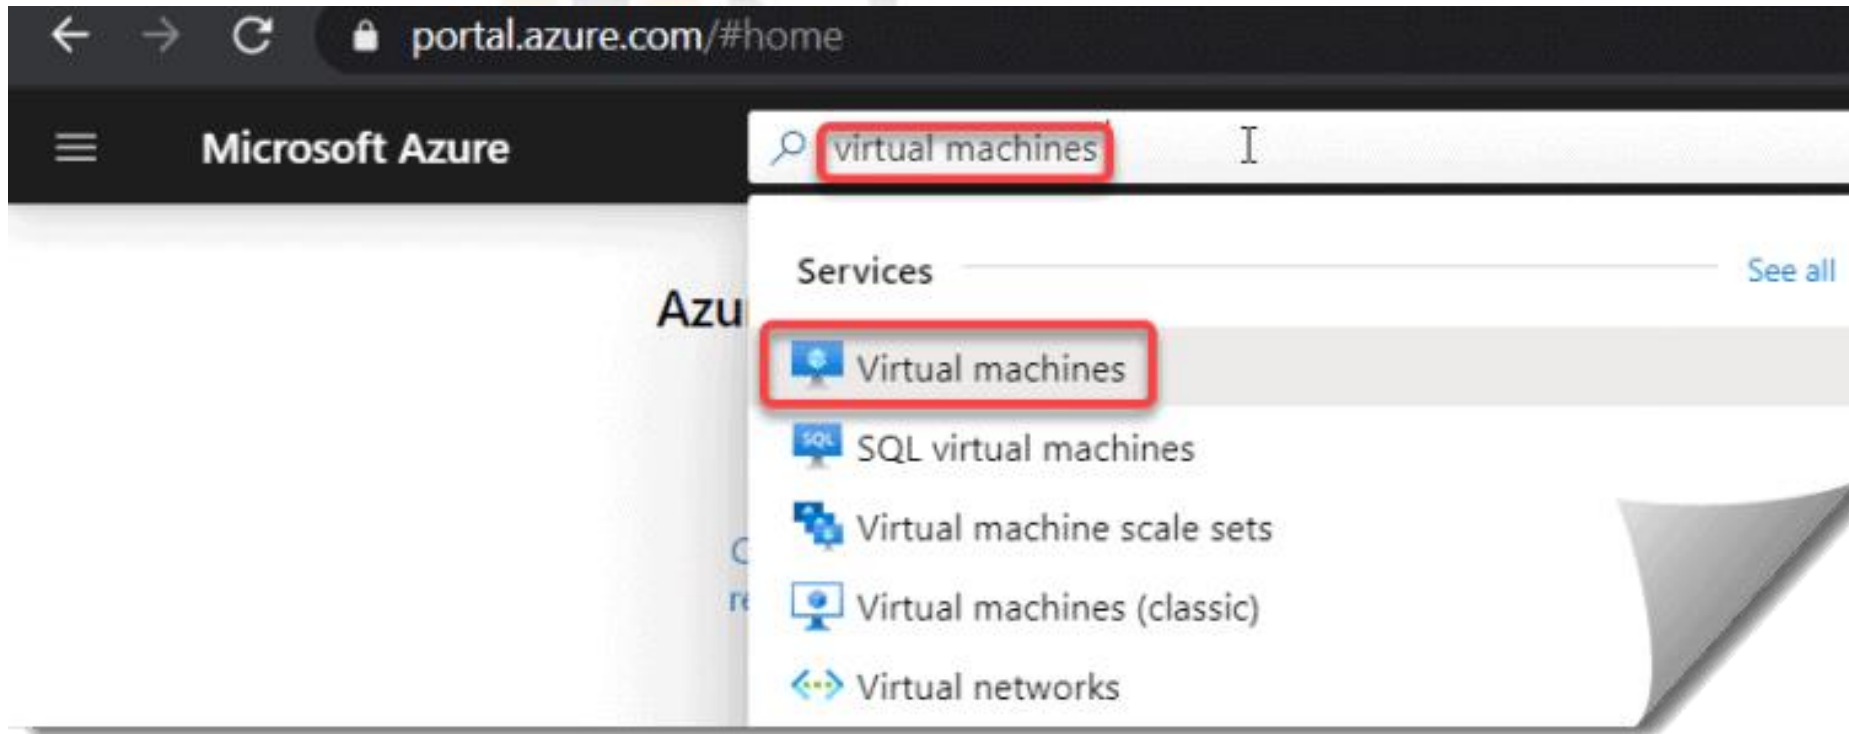 portal.azure.com/#home
Microsoft Azure
virtual machines
Services
See all
Azu
Virtual machines
SQL virtual machines
Virtual machine scale sets
Virtual machines (classic)
Virtual networks